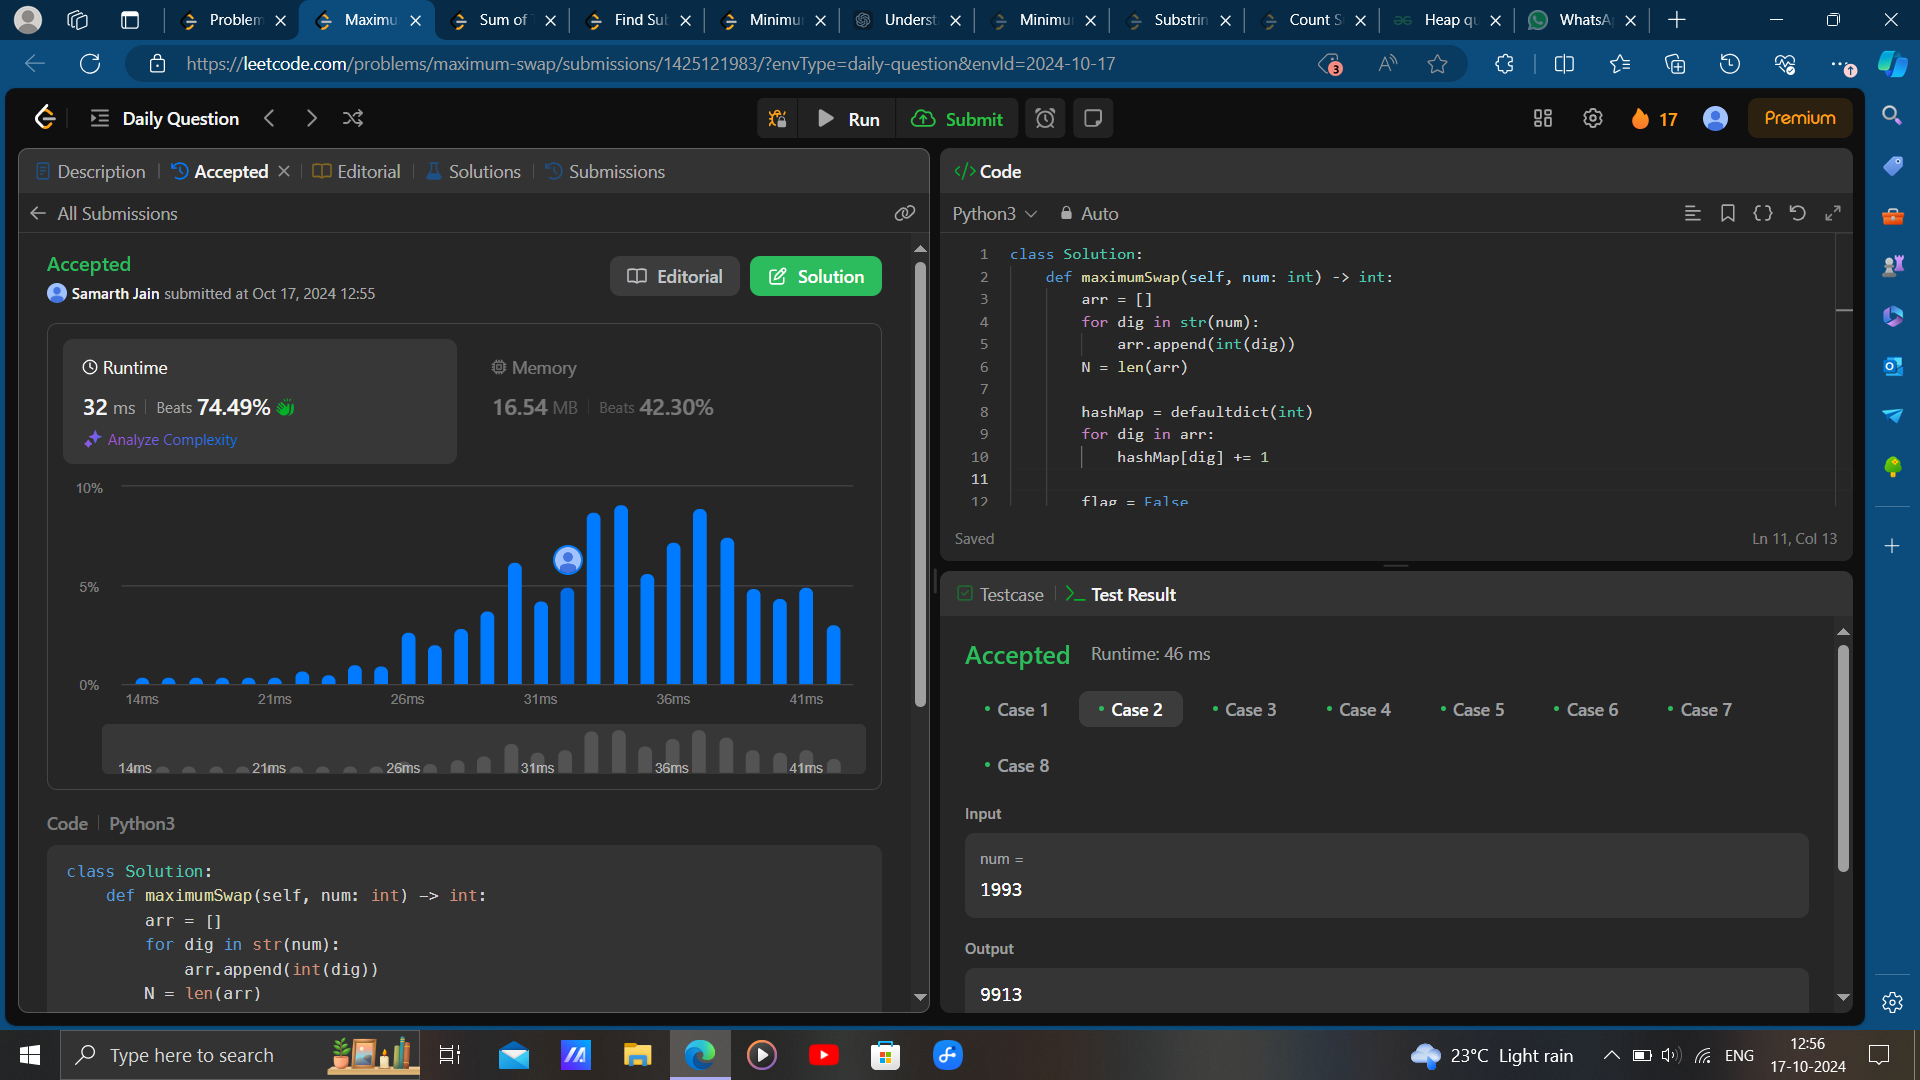 Problem
Maximu
Sum of
Find Sub
Minimu
Underst
Minimu
Substrin
Count S
Heap qu
WhatsA
https://leetcode.com/problems/maximum-swap/submissions/1425121983/?envType=daily-question&envId=2024-10-17
3
Daily Question
Run
Submit
17
Premium
Description
Accepted
Editorial
Solutions
Submissions
All Submissions
Accepted
Samarth Jain submitted at Oct 17, 2024 12:55
Editorial
Solution
Runtime
32 ms
Beats 74.49%
Analyze Complexity
Memory
16.54 MB
Beats 42.30%
10%
5%
0%
14ms 21ms 26ms 31ms 36ms 41ms
14ms 21ms 26ms 31ms 36ms 41ms
Code
Python3
class Solution:
def maximumSwap(self, num: int) -> int:
arr = []
for dig in str(num):
arr.append(int(dig))
N = len(arr)
</> Code
Python3
Auto
1 class Solution:
2 def maximumSwap(self, num: int) -> int:
3 arr = []
4 for dig in str(num):
5 arr.append(int(dig))
6 N = len(arr)
7
8 hashMap = defaultdict(int)
9 for dig in arr:
10 hashMap[dig] += 1
11
12 flag = False
Saved
Ln 11, Col 13
Testcase
Test Result
Accepted
Runtime: 46 ms
Case 1
Case 2
Case 3
Case 4
Case 5
Case 6
Case 7
Case 8
Input
num =
1993
Output
9913
Type here to search
23°C Light rain
ENG
12:56
17-10-2024